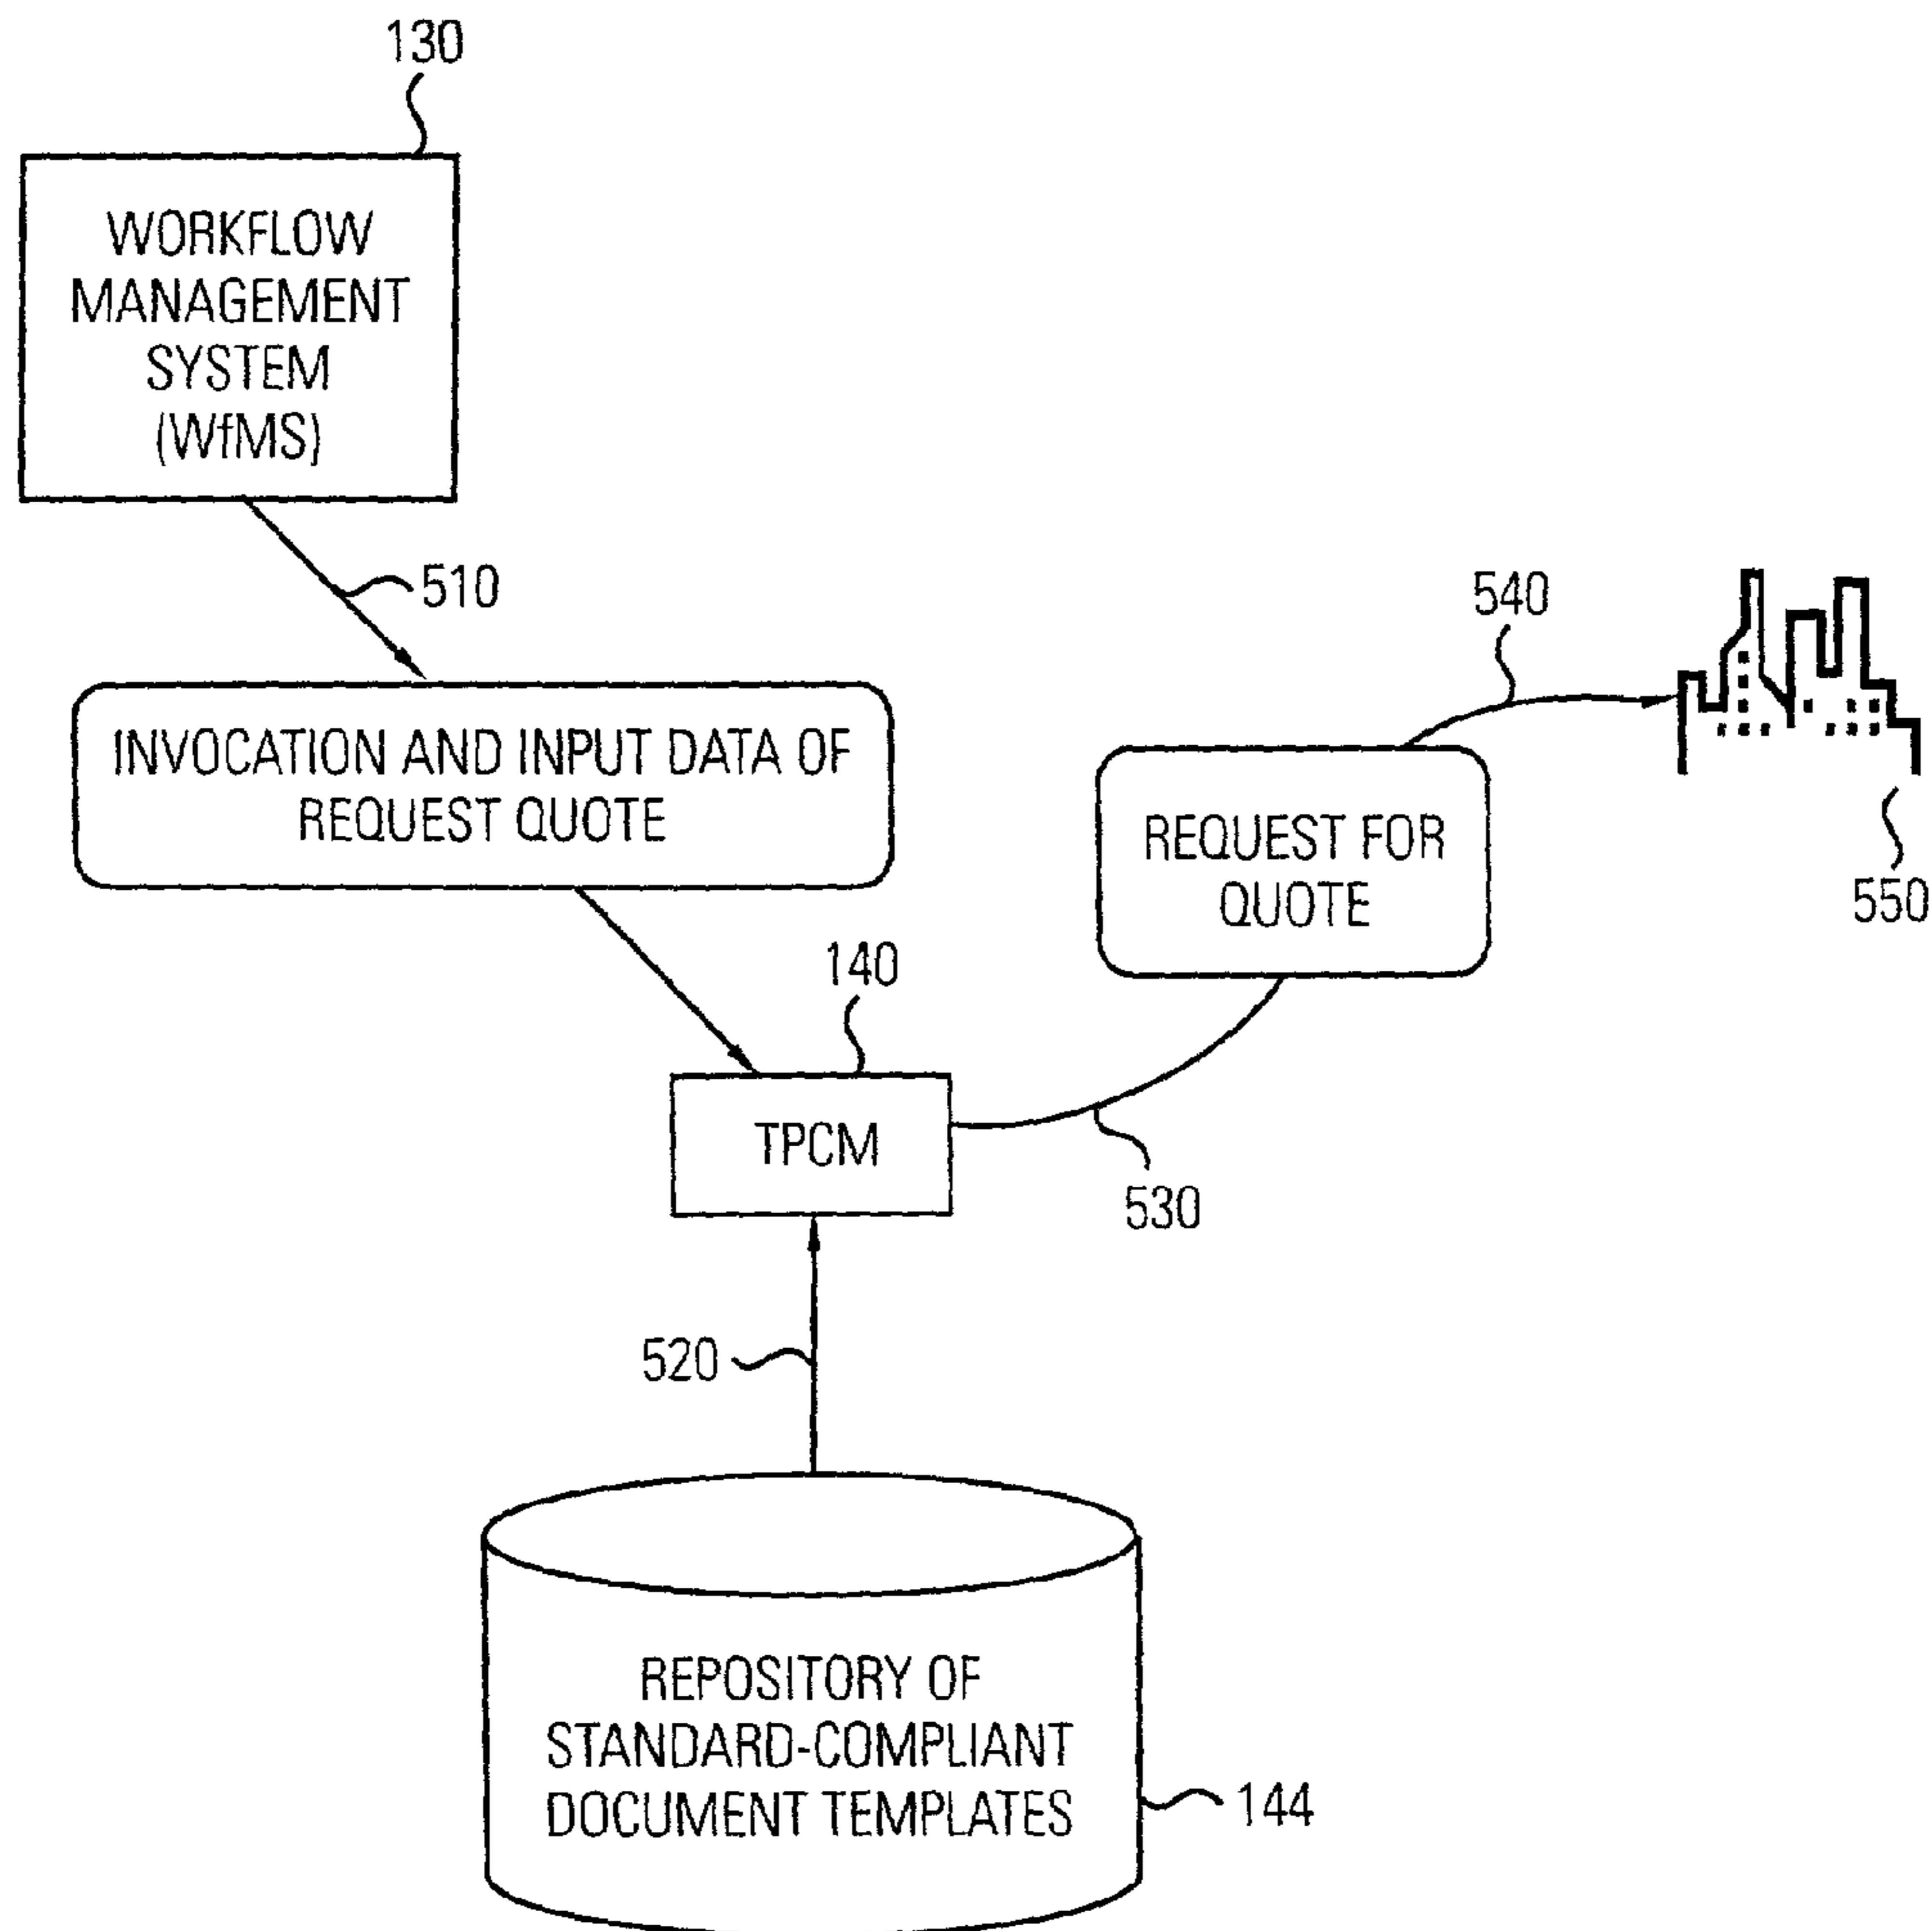 130
WORKFLOW
MANAGEMENT
SYSTEM
(WfMS)
510
INVOCATION AND INPUT DATA OF
REQUEST QUOTE
540
550
REQUEST FOR
QUOTE
140
TPCM
530
520
REPOSITORY OF
STANDARD-COMPLIANT
DOCUMENT TEMPLATES
144